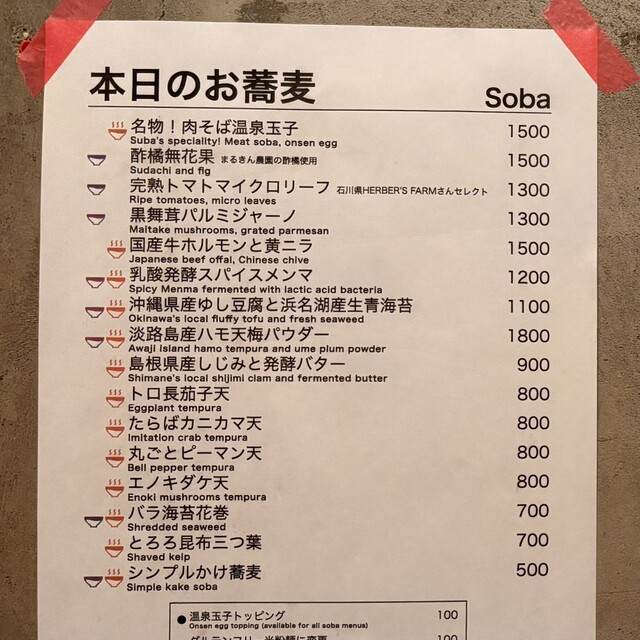 本日のお蕎麦 Soba
名物！肉そば温泉玉子 1500
Suba's speciality! Meat soba, onsen egg
酢橘無花果 まるきん農園の酢橘使用 1500
Sudachi and fig
完熟トマトマイクロリーフ 石川県HERBER'S FARMさんセレクト 1300
Ripe tomatoes, micro leaves
黒舞茸パルミジャーノ 1300
Maitake mushrooms, grated parmesan
国産牛ホルモンと黄ニラ 1500
Japanese beef offal, Chinese chive
乳酸発酵スパイスメンマ 1200
Spicy Menma fermented with lactic acid bacteria
沖縄県産ゆし豆腐と浜名湖産生青海苔 1100
Okinawa's local fluffy tofu and fresh seaweed
淡路島産ハモ天梅パウダー 1800
Awaji island hamo tempura and ume plum powder
島根県産しじみと発酵バター 900
Shimane's local shijimi clam and fermented butter
トロ長茄子天 800
Eggplant tempura
たらばカニカマ天 800
Imitation crab tempura
丸ごとピーマン天 800
Bell pepper tempura
エノキダケ天 800
Enoki mushrooms tempura
バラ海苔花巻 700
Shredded seaweed
とろろ昆布三つ葉 700
Shaved kelp
シンプルかけ蕎麦 500
Simple kake soba
● 温泉玉子トッピング 100
Onsen egg topping (available for all soba menus)
グルテンフリー 米粉麺に変更 100